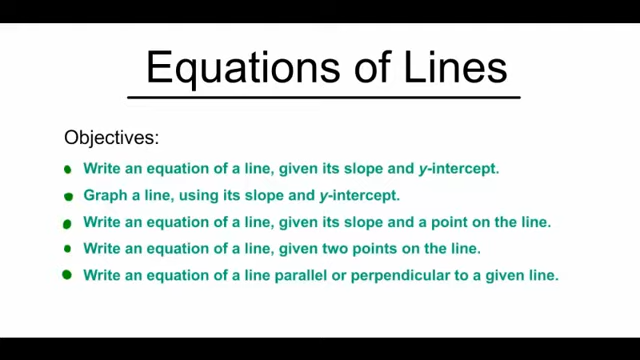 Equations of Lines
Objectives:
Write an equation of a line, given its slope and y-intercept.
Graph a line, using its slope and y-intercept.
Write an equation of a line, given its slope and a point on the line.
Write an equation of a line, given two points on the line.
Write an equation of a line parallel or perpendicular to a given line.